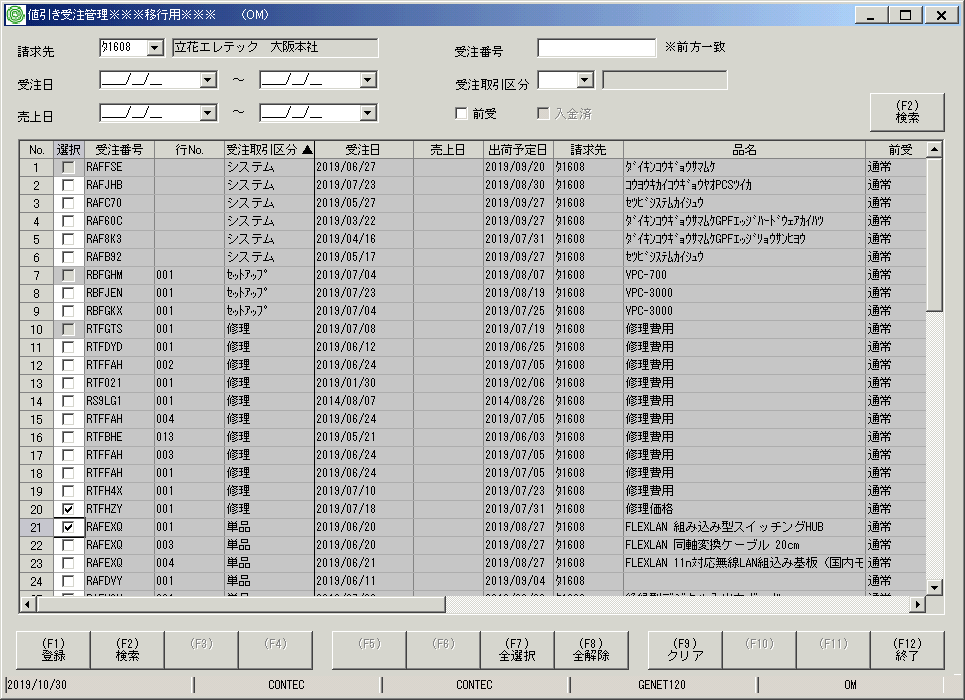 値引き受注管理※※※移行用※※※　　（OM）
請求先 ﾀ1608 立花エレテック　大阪本社 受注番号 ※前方一致
受注日 __/_/_ ～ __/_/_ 受注取引区分
売上日 __/_/_ ～ __/_/_ 前受 入金済
(F2)
検索
No. 選択 受注番号 行No. 受注取引区分 ▲ 受注日 売上日 出荷予定日 請求先 品名 前受
1 RAFFSE システム 2019/06/27 2019/09/20 ﾀ1608 ﾀﾞｲｷﾝｺｳｷﾞｮｳｻﾏﾑｹ 通常
2 RAFJHB システム 2019/07/23 2019/08/30 ﾀ1608 ｺｳﾖｳｷｶｲｺｳｷﾞｮｳﾔｵPCSﾂｲｶ 通常
3 RAFC70 システム 2019/05/27 2019/09/27 ﾀ1608 ｾﾂﾋﾞｼｽﾃﾑｶｲｼｭｳ 通常
4 RAF60C システム 2019/03/22 2019/09/27 ﾀ1608 ﾀﾞｲｷﾝｺｳｷﾞｮｳｻﾏﾑｹGPFｴｯｼﾞﾊｰﾄﾞｳｪｱｶｲﾊﾂ 通常
5 RAF8K3 システム 2019/04/16 2019/07/31 ﾀ1608 ﾀﾞｲｷﾝｺｳｷﾞｮｳｻﾏﾑｹGPFｴｯｼﾞﾘｮｳｻﾝﾋﾖｳ 通常
6 RAFB92 システム 2019/05/17 2019/09/27 ﾀ1608 ｾﾂﾋﾞｼｽﾃﾑｶｲｼｭｳ 通常
7 RBFGHM 001 ｾｯﾄｱｯﾌﾟ 2019/07/04 2019/08/07 ﾀ1608 VPC-700 通常
8 RBFJEN 001 ｾｯﾄｱｯﾌﾟ 2019/07/23 2019/08/19 ﾀ1608 VPC-3000 通常
9 RBFGKX 001 ｾｯﾄｱｯﾌﾟ 2019/07/04 2019/07/25 ﾀ1608 VPC-3000 通常
10 RTFGTS 001 修理 2019/07/08 2019/07/19 ﾀ1608 修理費用 通常
11 RTFDYD 001 修理 2019/06/12 2019/06/25 ﾀ1608 修理費用 通常
12 RTFFAH 002 修理 2019/06/24 2019/07/05 ﾀ1608 修理費用 通常
13 RTF021 001 修理 2019/01/30 2019/02/06 ﾀ1608 修理費用 通常
14 RS9LG1 001 修理 2014/08/07 2014/08/26 ﾀ1608 修理費用 通常
15 RTFFAH 004 修理 2019/06/24 2019/07/05 ﾀ1608 修理費用 通常
16 RTFBHE 013 修理 2019/05/21 2019/06/03 ﾀ1608 修理費用 通常
17 RTFFAH 003 修理 2019/06/24 2019/07/05 ﾀ1608 修理費用 通常
18 RTFFAH 001 修理 2019/06/24 2019/07/05 ﾀ1608 修理費用 通常
19 RTFH4X 001 修理 2019/07/10 2019/07/23 ﾀ1608 修理費用 通常
20 RTFHZY 001 修理 2019/07/18 2019/07/31 ﾀ1608 修理価格 通常
21 RAFEXQ 001 単品 2019/06/20 2019/08/27 ﾀ1608 FLEXLAN 組み込み型スイッチングHUB 通常
22 RAFEXQ 003 単品 2019/06/20 2019/08/27 ﾀ1608 FLEXLAN 同軸変換ケーブル 20cm 通常
23 RAFEXQ 004 単品 2019/06/21 2019/08/27 ﾀ1608 FLEXLAN 11n対応無線LAN組込み基板（国内モ 通常
24 RAFDVY 001 単品 2019/06/11 2019/09/04 ﾀ1608 通常
(F1) (F2) (F3) (F4) (F5) (F6) (F7) (F8) (F9) (F10) (F11) (F12)
登録 検索 全選択 全解除 クリア 終了
2019/10/30 CONTEC CONTEC GENET120 OM